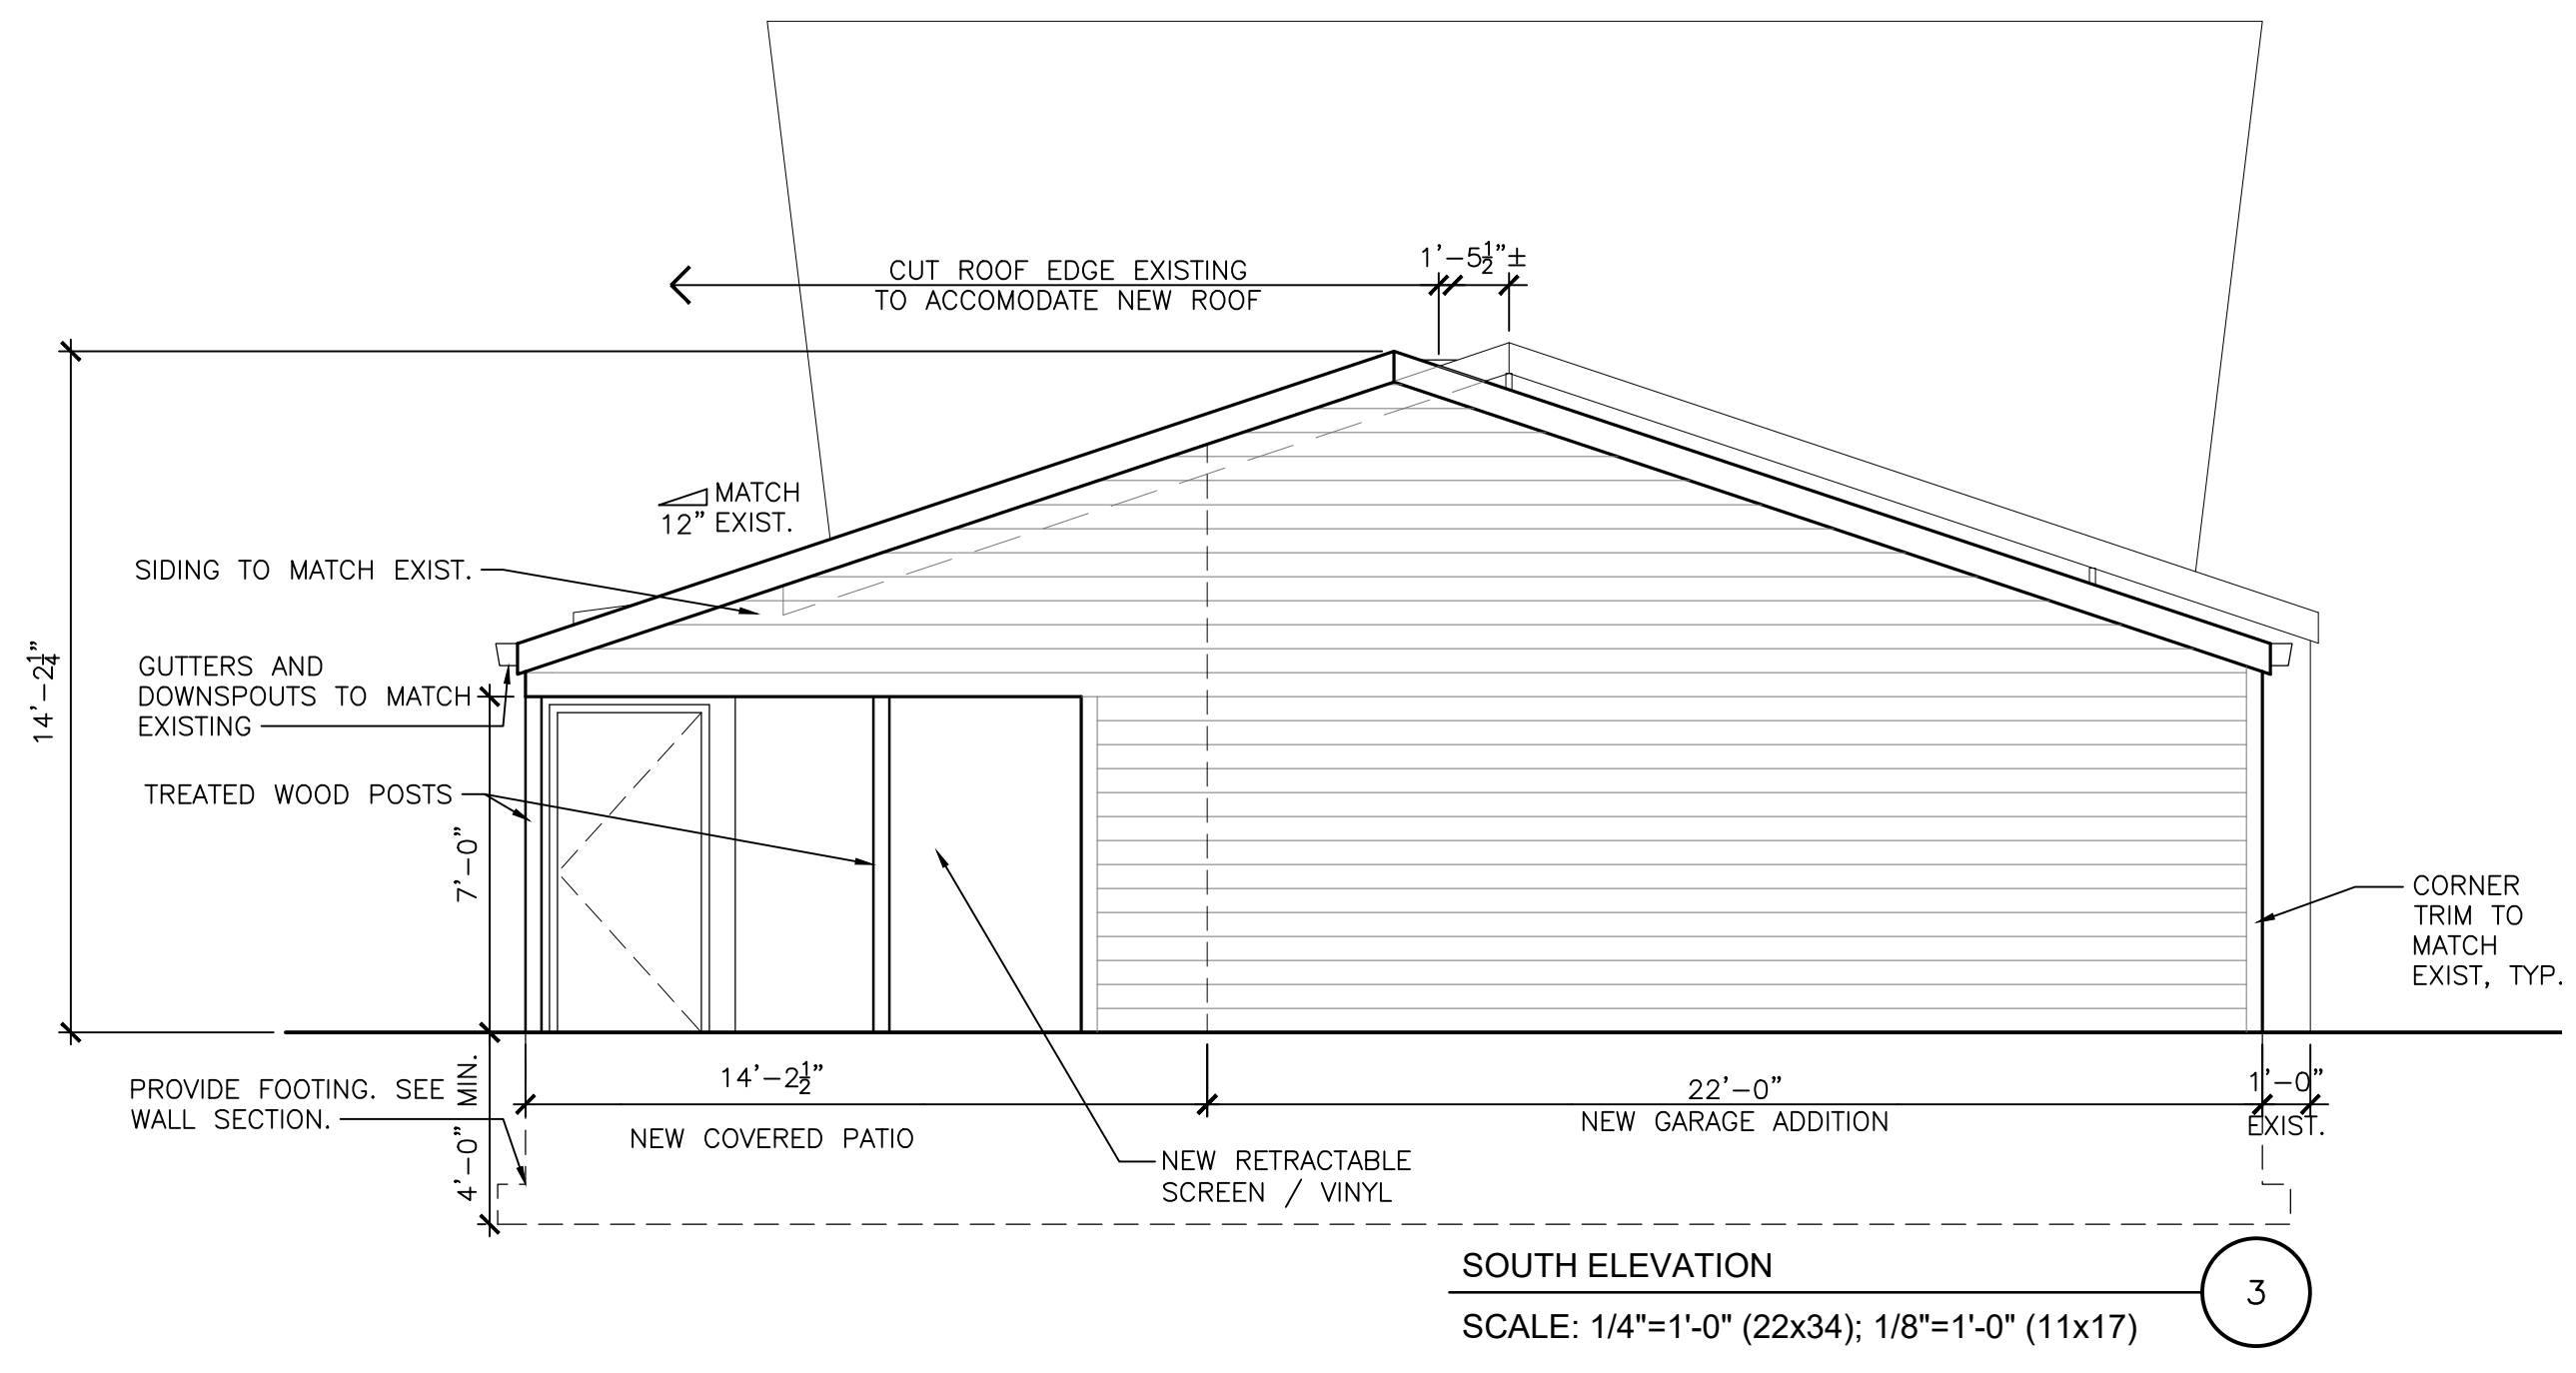 1'-5½"±
CUT ROOF EDGE EXISTING
TO ACCOMODATE NEW ROOF
MATCH
12" EXIST.
SIDING TO MATCH EXIST.
14'-2¼"
GUTTERS AND
DOWNSPOUTS TO MATCH
EXISTING
TREATED WOOD POSTS
7'-0"
CORNER
TRIM TO
MATCH
EXIST, TYP.
4'-0" MIN.
PROVIDE FOOTING. SEE
WALL SECTION.
14'-2½"
NEW COVERED PATIO
22'-0"
NEW GARAGE ADDITION
1'-0"
EXIST.
NEW RETRACTABLE
SCREEN / VINYL
SOUTH ELEVATION
3
SCALE: 1/4"=1'-0" (22x34); 1/8"=1'-0" (11x17)